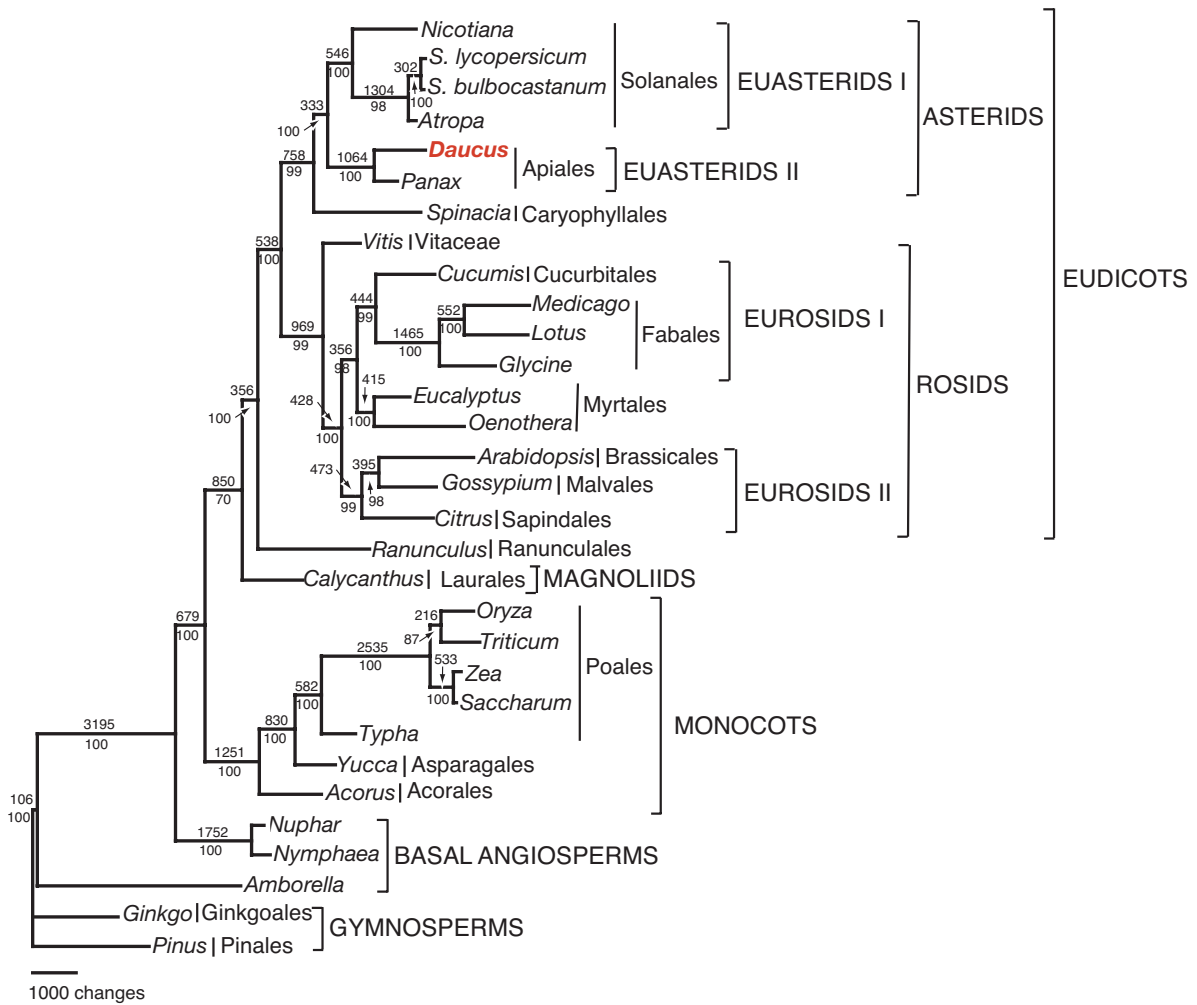 Nicotiana
546
100
302
S. lycopersicum
S. bulbocastanum
1304
98
100
Atropa
Solanales
EUASTERIDS I
ASTERIDS
333
100
758
99
1064
100
Daucus
Panax
Apiales
EUASTERIDS II
Spinacia Caryophyllales
538
100
Vitis Vitaceae
Cucumis Cucurbitales
EUDICOTS
444
99
552
100
Medicago
Lotus
Glycine
Fabales
EUROSIDS I
969
99
1465
100
356
98
415
100
Eucalyptus
Oenothera
Myrtales
ROSIDS
356
100
428
100
473
99
395
98
Arabidopsis Brassicales
Gossypium Malvales
Citrus Sapindales
EUROSIDS II
850
70
Ranunculus Ranunculales
Calycanthus Laurales MAGNOLIIDS
679
100
216
87
Oryza
Triticum
2535
100
533
100
Zea
Saccharum
Poales
582
100
MONOCOTS
3195
100
830
100
Typha
1251
100
Yucca Asparagales
Acorus Acorales
106
100
1752
100
Nuphar
Nymphaea
BASAL ANGIOSPERMS
Amborella
Ginkgo Ginkgoales
GYMNOSPERMS
Pinus Pinales
1000 changes